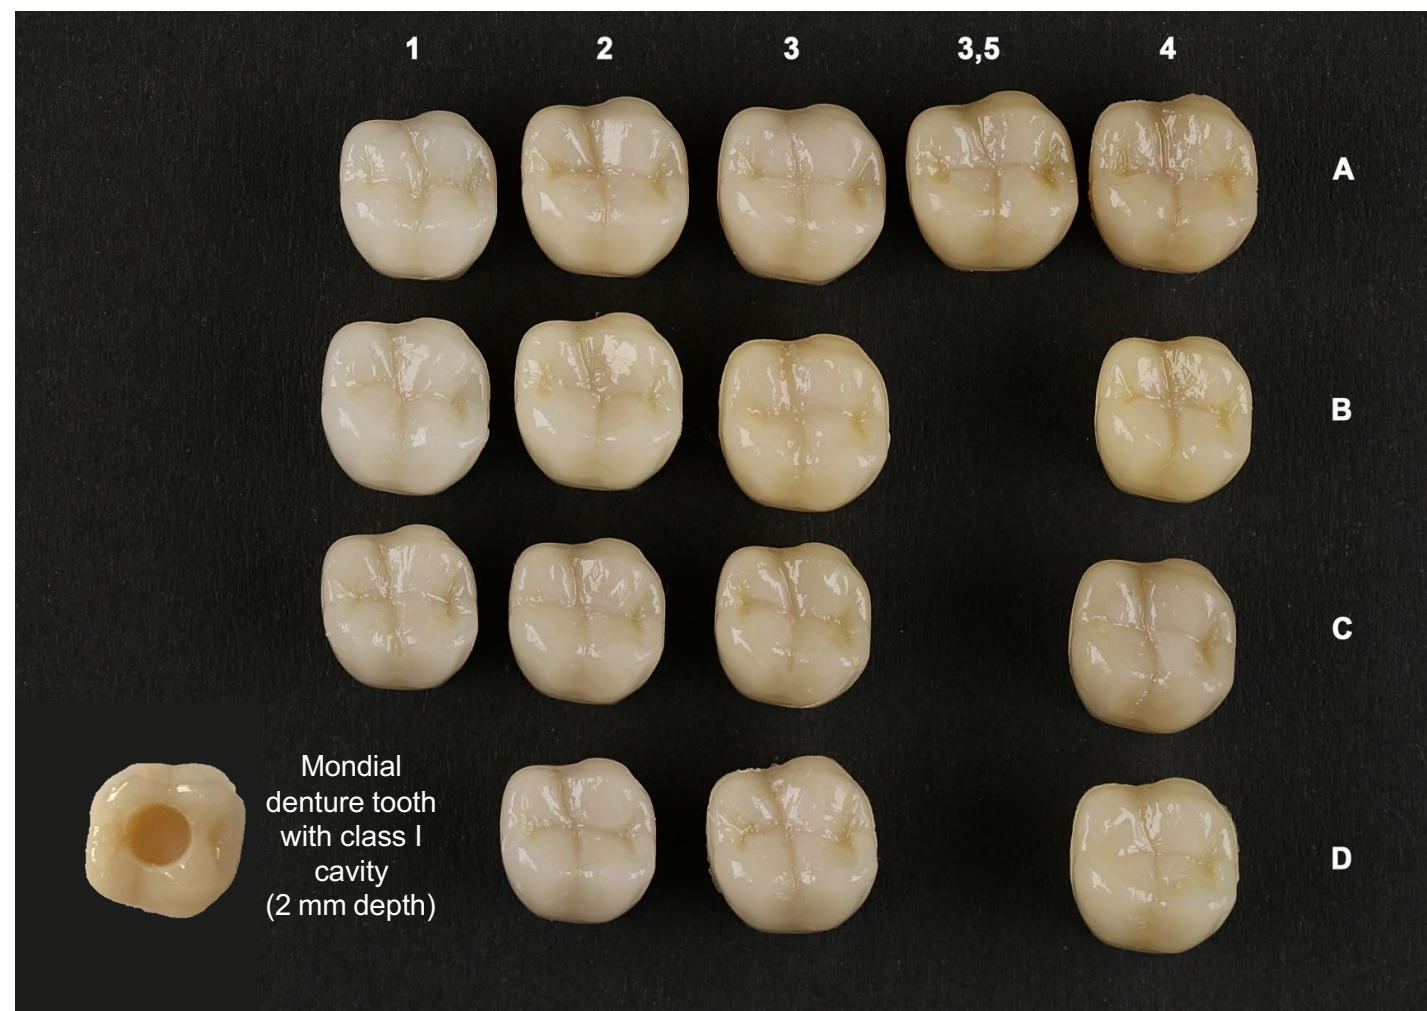 1 2 3 3,5 4
A
B
C
Mondial
denture tooth
with class I
cavity
(2 mm depth)
D